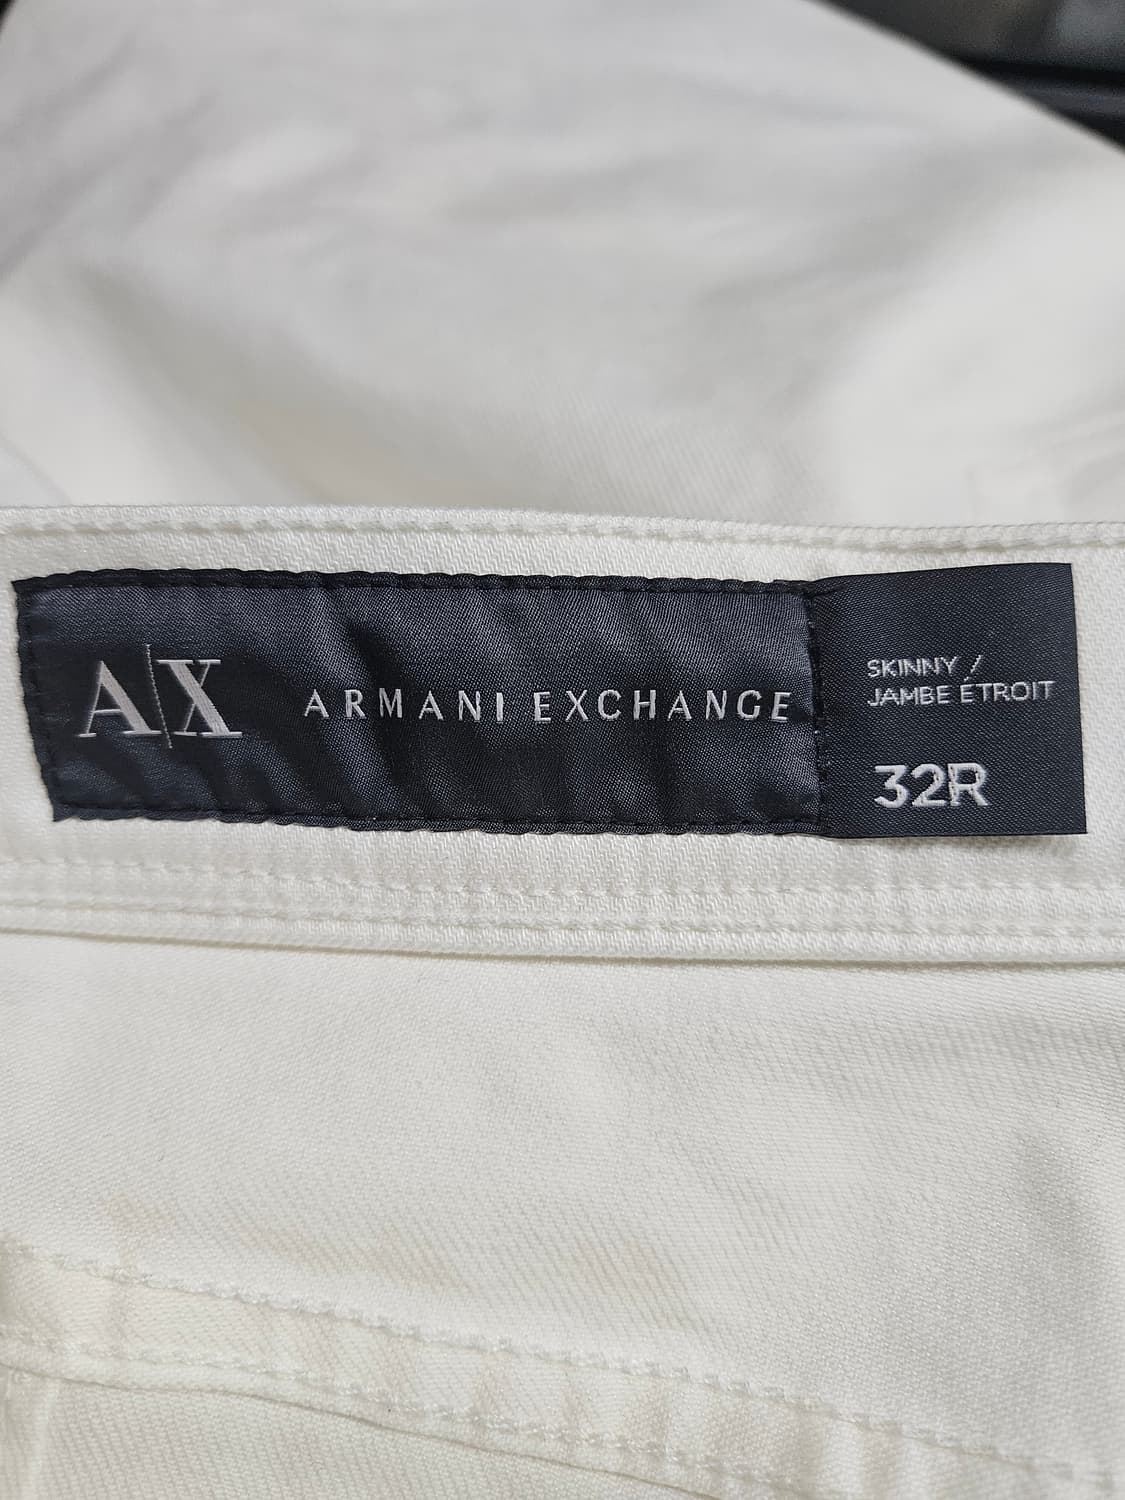 A|X ARMANI EXCHANGE
SKINNY /
JAMBE ÉTROIT
32R